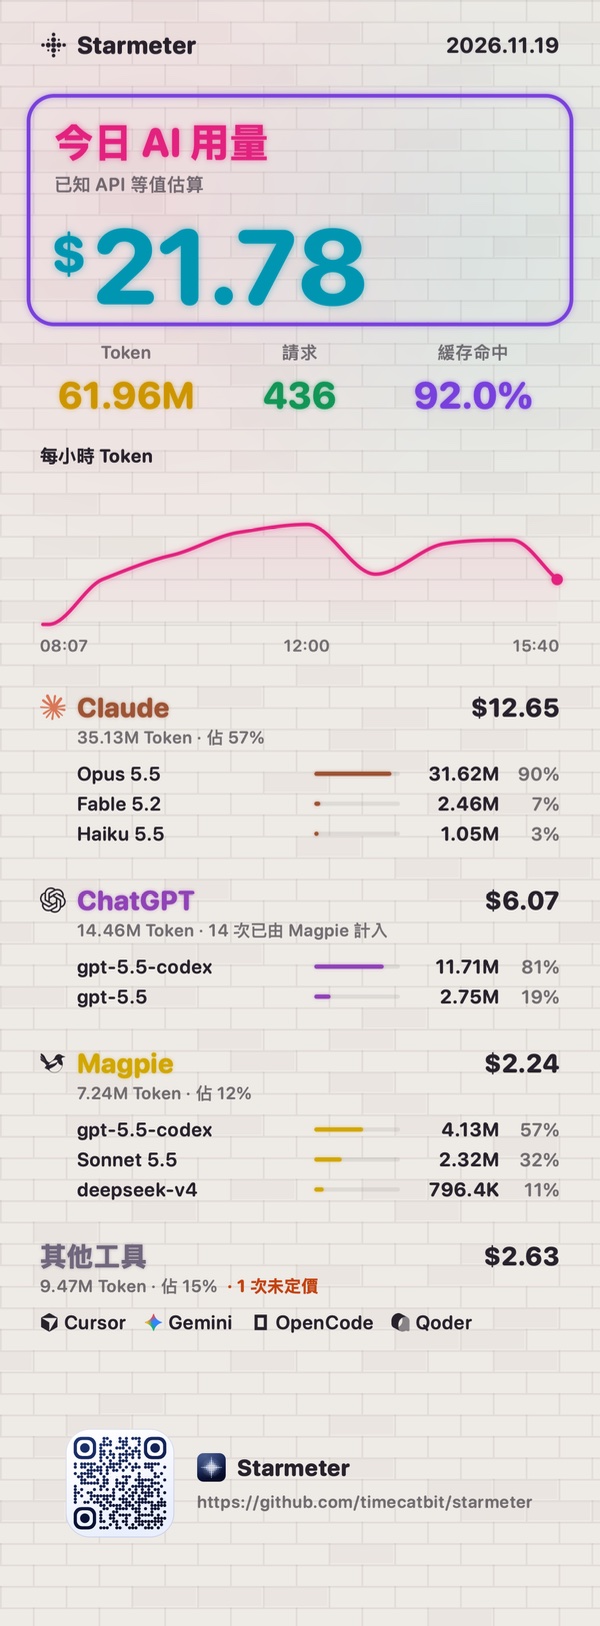 Starmeter
2026.11.19
今日 AI 用量
已知 API 等值估算
$21.78
Token 請求 緩存命中
61.96M 436 92.0%
每小時 Token
08:07 12:00 15:40
Claude $12.65
35.13M Token · 佔 57%
Opus 5.5 31.62M 90%
Fable 5.2 2.46M 7%
Haiku 5.5 1.05M 3%
ChatGPT $6.07
14.46M Token · 14 次已由 Magpie 計入
gpt-5.5-codex 11.71M 81%
gpt-5.5 2.75M 19%
Magpie $2.24
7.24M Token · 佔 12%
gpt-5.5-codex 4.13M 57%
Sonnet 5.5 2.32M 32%
deepseek-v4 796.4K 11%
其他工具 $2.63
9.47M Token · 佔 15% · 1 次未定價
Cursor Gemini OpenCode Qoder
Starmeter
https://github.com/timecatbit/starmeter